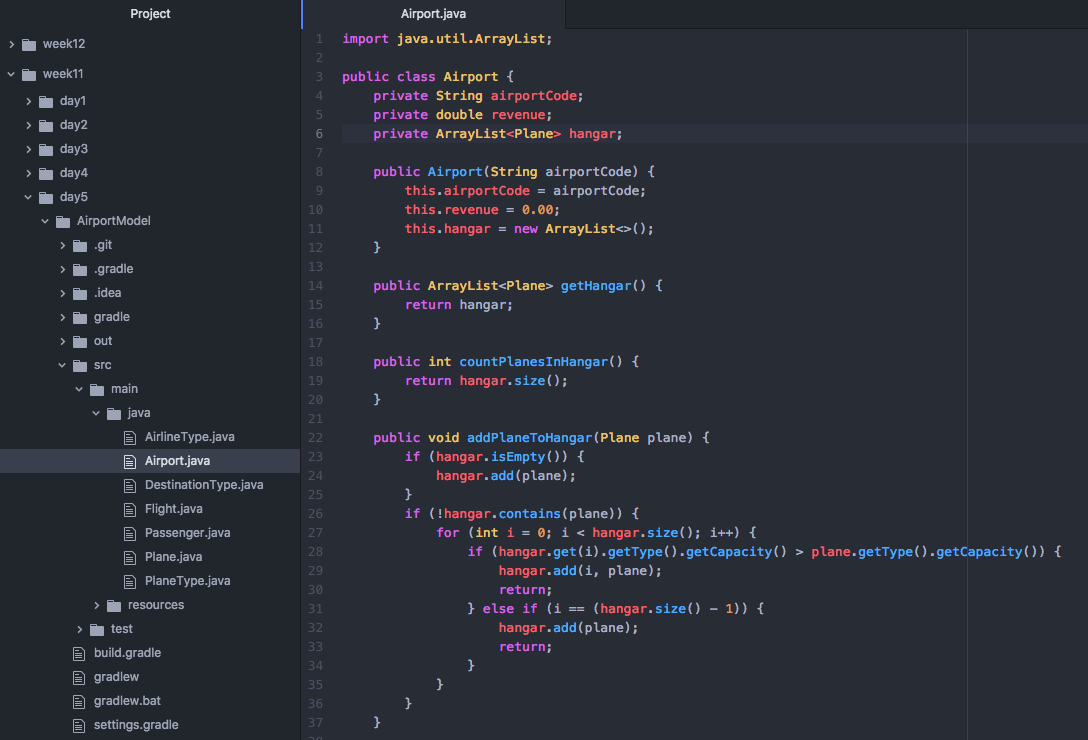 Project
week12
week11
day1
day2
day3
day4
day5
AirportModel
.git
.gradle
.idea
gradle
out
src
main
java
AirlineType.java
Airport.java
DestinationType.java
Flight.java
Passenger.java
Plane.java
PlaneType.java
resources
test
build.gradle
gradlew
gradlew.bat
settings.gradle
Airport.java
1 import java.util.ArrayList;
2
3 public class Airport {
4     private String airportCode;
5     private double revenue;
6     private ArrayList<Plane> hangar;
7
8     public Airport(String airportCode) {
9         this.airportCode = airportCode;
10         this.revenue = 0.00;
11         this.hangar = new ArrayList<>();
12     }
13
14     public ArrayList<Plane> getHangar() {
15         return hangar;
16     }
17
18     public int countPlanesInHangar() {
19         return hangar.size();
20     }
21
22     public void addPlaneToHangar(Plane plane) {
23         if (hangar.isEmpty()) {
24             hangar.add(plane);
25         }
26         if (!hangar.contains(plane)) {
27             for (int i = 0; i < hangar.size(); i++) {
28                 if (hangar.get(i).getType().getCapacity() > plane.getType().getCapacity()) {
29                     hangar.add(i, plane);
30                     return;
31                 } else if (i == (hangar.size() - 1)) {
32                     hangar.add(plane);
33                     return;
34                 }
35             }
36         }
37     }